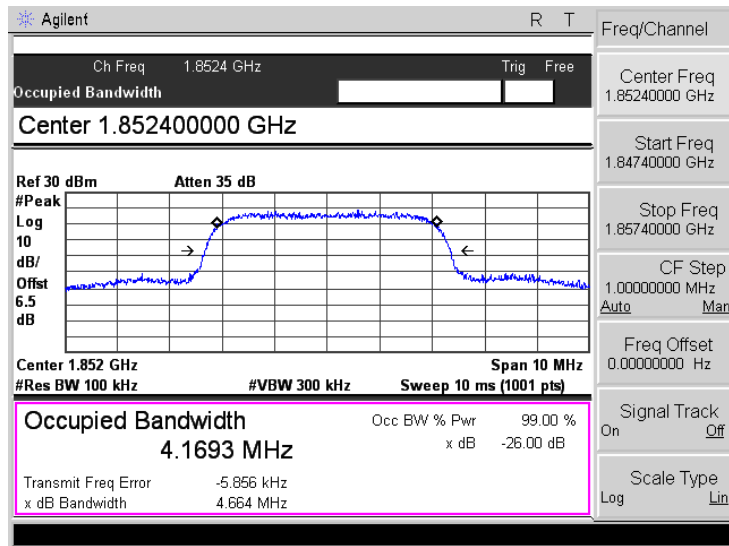 Agilent R T
Ch Freq 1.8524 GHz Trig Free
Occupied Bandwidth
Center 1.852400000 GHz
Ref 30 dBm Atten 35 dB
#Peak
Log
10
dB/
Offst
6.5
dB
Center 1.852 GHz Span 10 MHz
#Res BW 100 kHz #VBW 300 kHz Sweep 10 ms (1001 pts)
Occupied Bandwidth Occ BW % Pwr 99.00 %
4.1693 MHz x dB -26.00 dB
Transmit Freq Error -5.856 kHz
x dB Bandwidth 4.664 MHz
Freq/Channel
Center Freq
1.85240000 GHz
Start Freq
1.84740000 GHz
Stop Freq
1.85740000 GHz
CF Step
1.00000000 MHz
Auto Man
Freq Offset
0.00000000 Hz
Signal Track
On Off
Scale Type
Log Lin